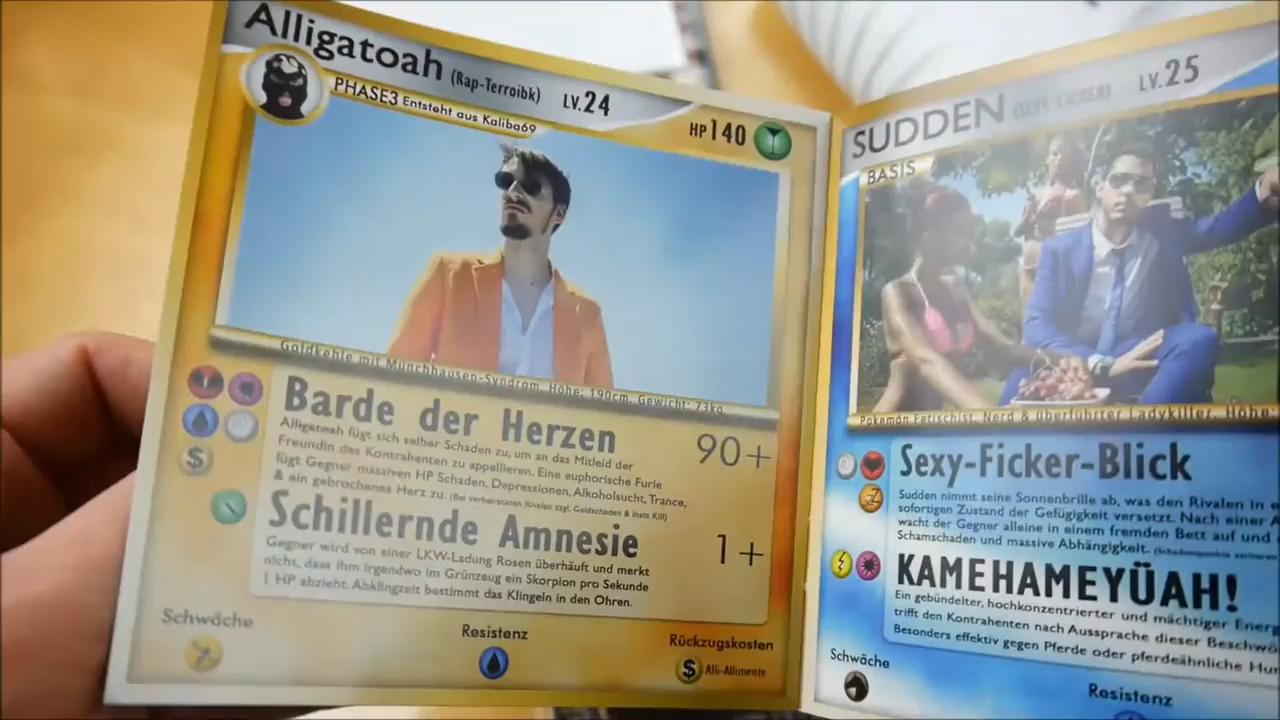 Alligatoah (Rap-Terroibk) LV.24
PHASE3 Entsteht aus Kaliba69
HP140
Goldkehle mit Münchhausen-Syndrom. Höhe: 190cm. Gewicht: 73kg
Barde der Herzen
90+
Alligatoah fügt sich selber Schaden zu, um an das Mitleid der
Freundin des Kontrahenten zu appellieren. Eine euphorische Furie
fügt Gegner massiven HP Schaden, Depressionen, Alkoholsucht, Trance,
& ein gebrochenes Herz zu. (Bei verheirateten Rivalen zzgl. Geldschaden & Insta Kill)
Schillernde Amnesie
1+
Gegner wird von einer LKW-Ladung Rosen überhäuft und merkt
nicht, dass ihm irgendwo im Grünzeug ein Skorpion pro Sekunde
1 HP abzieht. Abklingzeit bestimmt das Klingeln in den Ohren.
Schwäche
Resistenz
Rückzugskosten
$ Alli-Allimente
SUDDEN
LV.25
BASIS
Pokemón Fetischist, Nerd & überführter Ladykiller, Höhe:
Sexy-Ficker-Blick
Sudden nimmt seine Sonnenbrille ab, was den Rivalen in
sofortigen Zustand der Gefügigkeit versetzt. Nach einer
wacht der Gegner alleine in einem fremden Bett auf und
Schamschaden und massive Abhängigkeit.
KAMEHAMEYÜAH!
Ein gebündelter, hochkonzentrierter und mächtiger
trifft den Kontrahenten nach Aussprache dieser
Besonders effektiv gegen Pferde oder pferdeähnliche
Schwäche
Resistenz